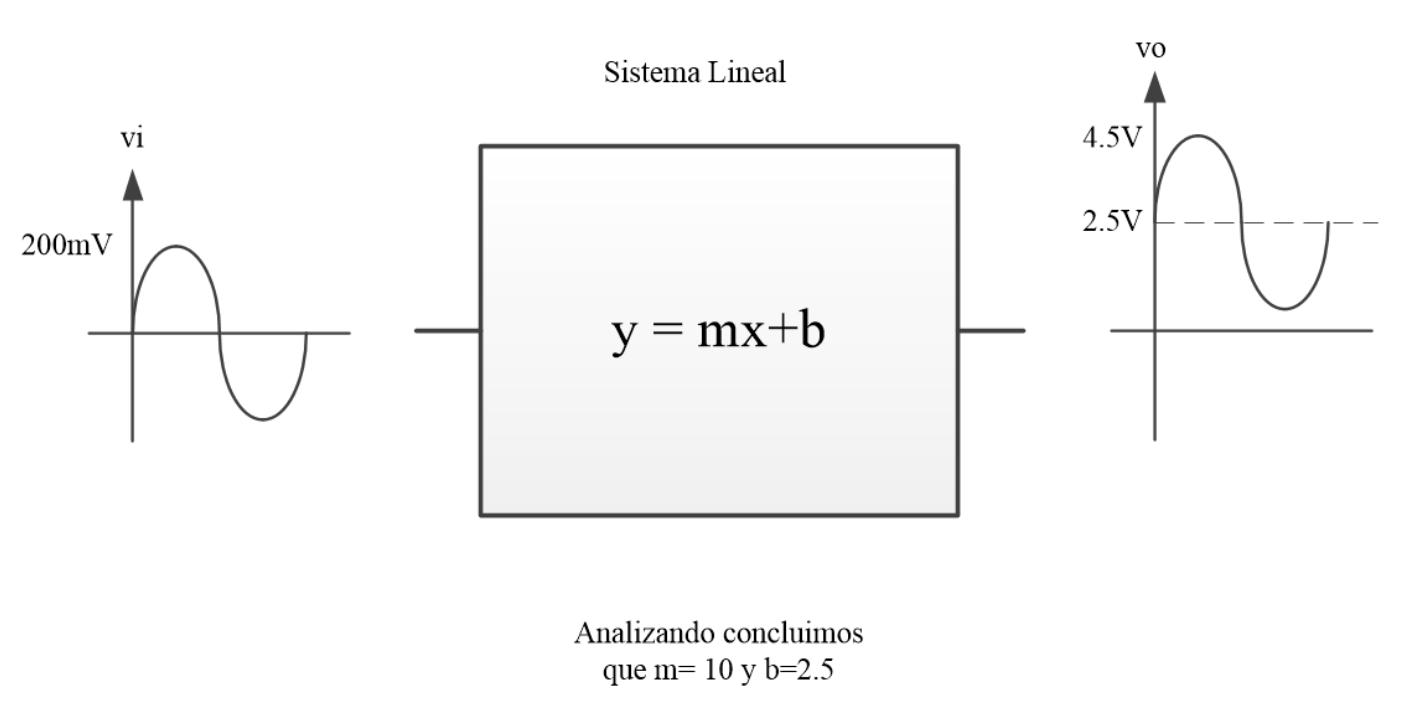 Sistema Lineal
vi
200mV
y = mx+b
vo
4.5V
2.5V
Analizando concluimos
que m= 10 y b=2.5